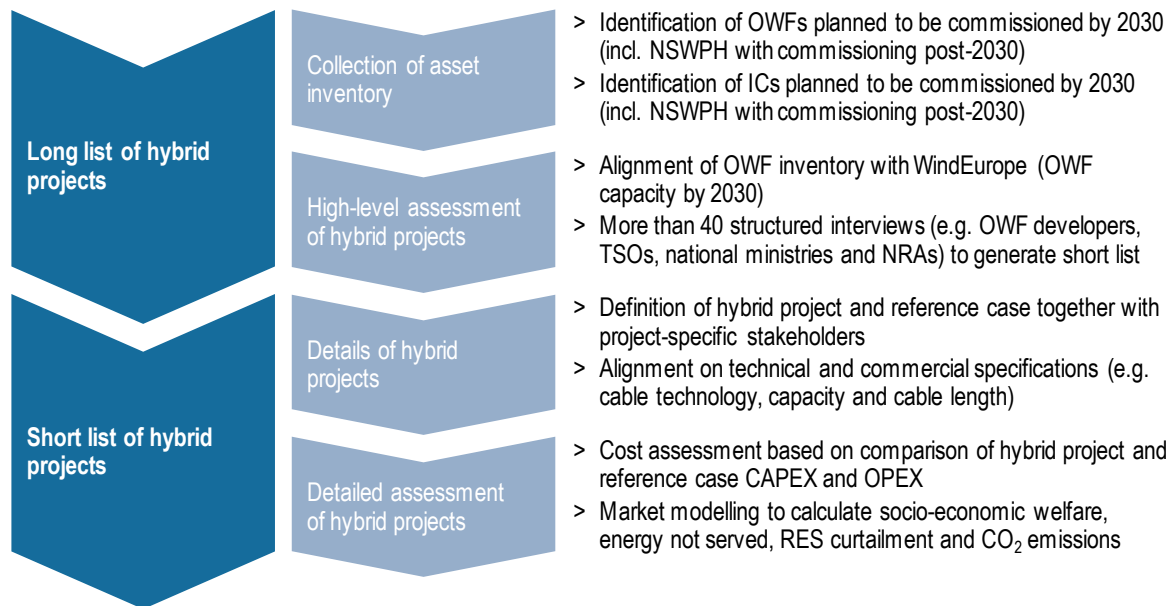 Long list of hybrid
projects
Collection of asset
inventory
> Identification of OWFs planned to be commissioned by 2030
(incl. NSWPH with commissioning post-2030)
> Identification of ICs planned to be commissioned by 2030
(incl. NSWPH with commissioning post-2030)
High-level assessment
of hybrid projects
> Alignment of OWF inventory with WindEurope (OWF
capacity by 2030)
> More than 40 structured interviews (e.g. OWF developers,
TSOs, national ministries and NRAs) to generate short list
Short list of hybrid
projects
Details of hybrid
projects
> Definition of hybrid project and reference case together with
project-specific stakeholders
> Alignment on technical and commercial specifications (e.g.
cable technology, capacity and cable length)
Detailed assessment
of hybrid projects
> Cost assessment based on comparison of hybrid project and
reference case CAPEX and OPEX
> Market modelling to calculate socio-economic welfare,
energy not served, RES curtailment and CO₂ emissions